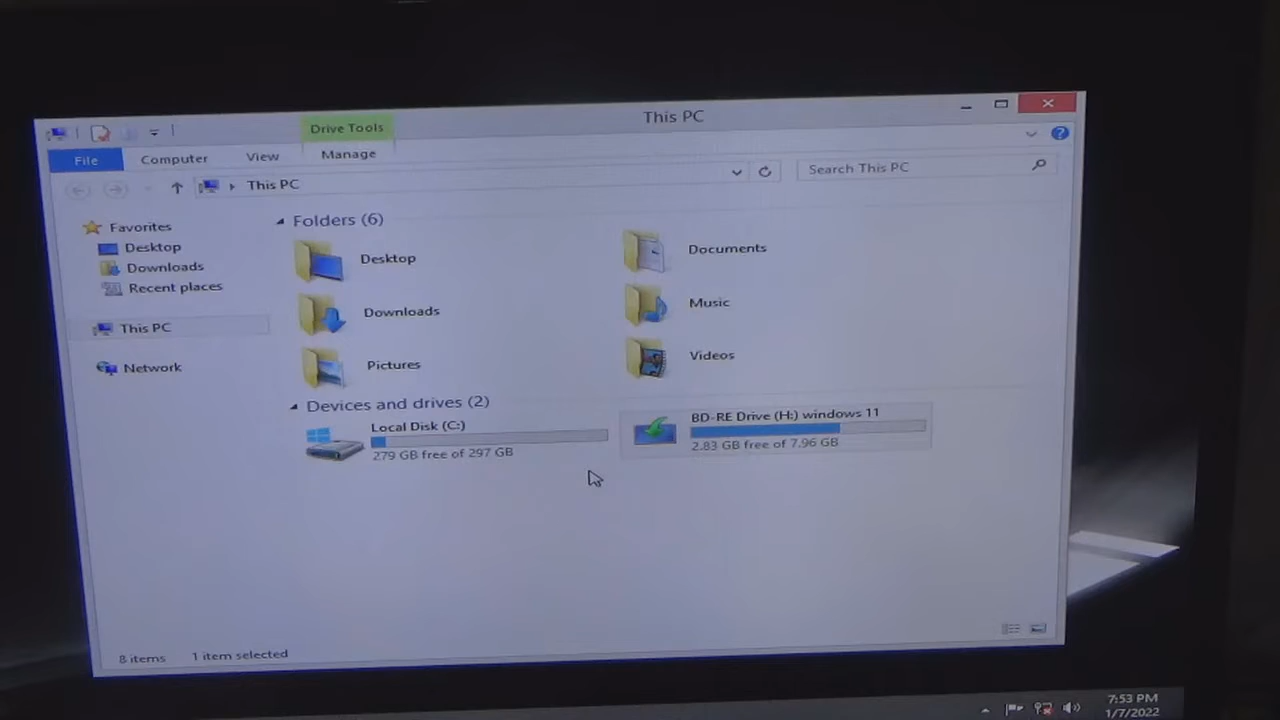 This PC
Drive Tools
File
Computer
View
Manage
This PC
Search This PC
Favorites
Desktop
Downloads
Recent places
This PC
Network
Folders (6)
Desktop
Documents
Downloads
Music
Pictures
Videos
Devices and drives (2)
Local Disk (C:)
279 GB free of 297 GB
BD-RE Drive (H:) windows 11
2.83 GB free of 7.96 GB
8 items
1 item selected
7:53 PM
1/7/2022